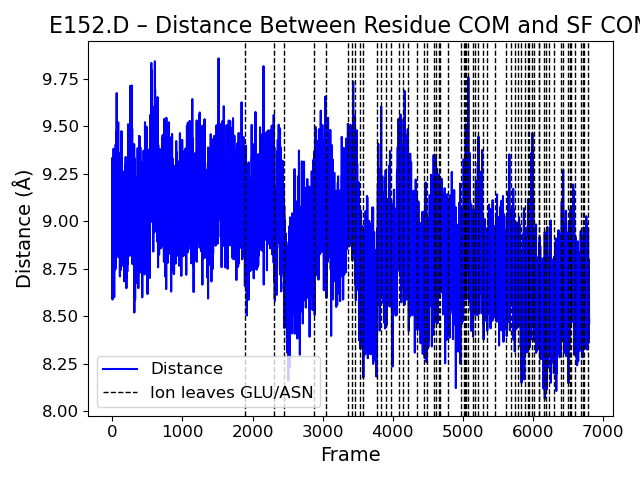 E152.D – Distance Between Residue COM and SF COM
Distance (Å)
9.75
9.50
9.25
9.00
8.75
8.50
8.25
8.00
Distance
Ion leaves GLU/ASN
0 1000 2000 3000 4000 5000 6000 7000
Frame